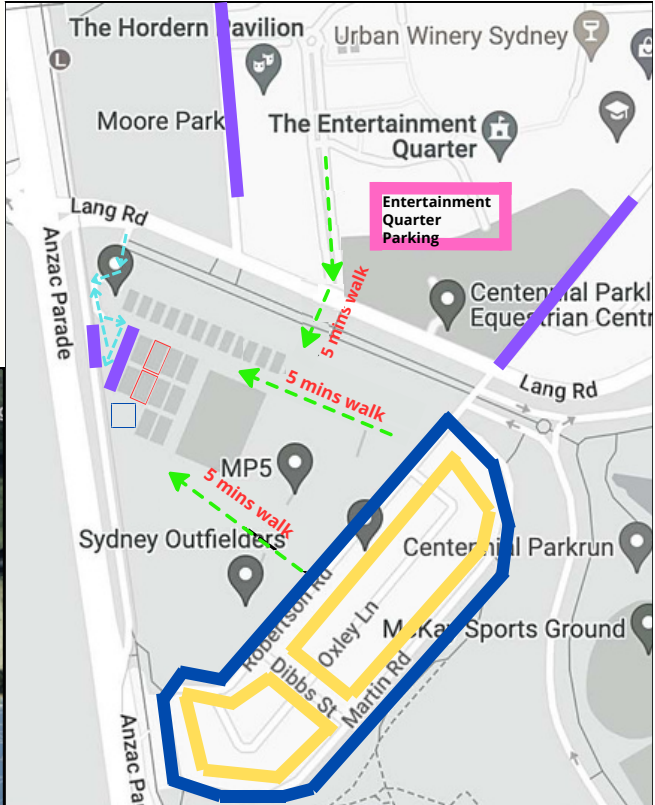 The Hordern Pavilion
Urban Winery Sydney
L
Moore Park
The Entertainment
Quarter
Entertainment
Quarter
Parking
Lang Rd
Anzac Parade
5 mins walk
Centennial Parkl
Equestrian Centr
Lang Rd
5 mins walk
MP5
5 mins walk
Sydney Outfielders
Centennial Parkrun
Robertson Rd
Oxley Ln
McKay Sports Ground
Dibbs St
Martin Rd
Anzac Pa